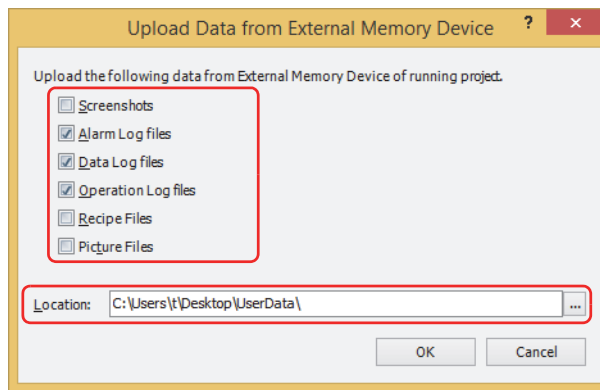 Upload Data from External Memory Device ? ×
Upload the following data from External Memory Device of running project.
Screenshots
Alarm Log files
Data Log files
Operation Log files
Recipe Files
Picture Files
Location: C:\Users\t\Desktop\UserData\ ...
OK Cancel